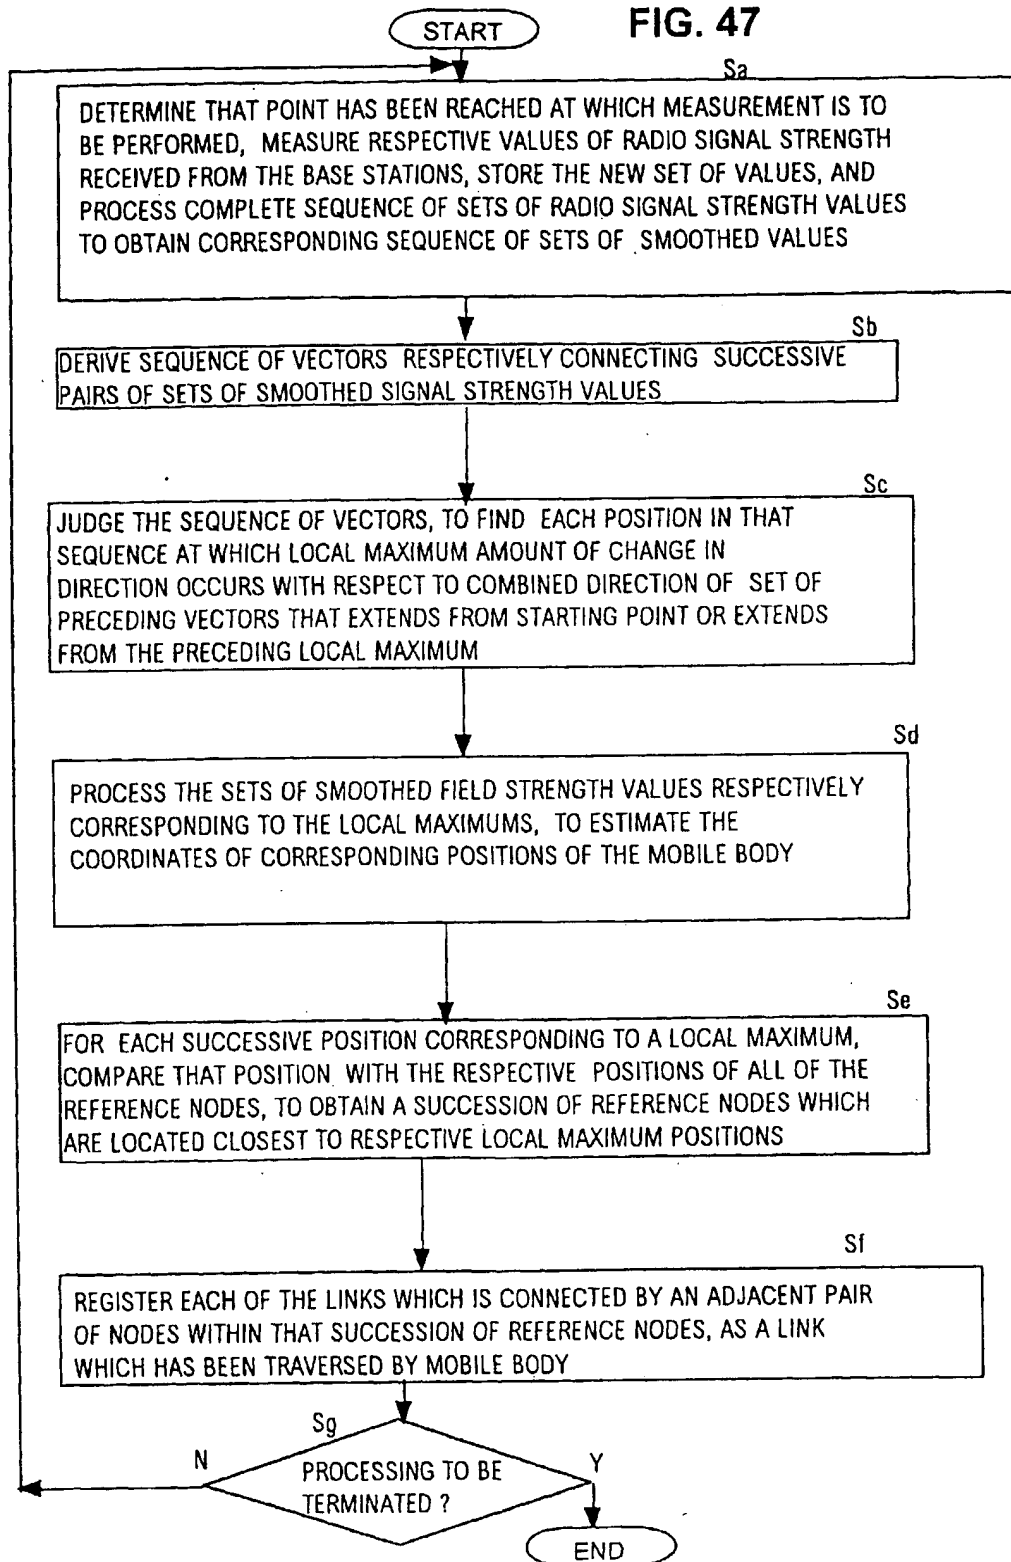 FIG. 47
START
Sa
DETERMINE THAT POINT HAS BEEN REACHED AT WHICH MEASUREMENT IS TO
BE PERFORMED, MEASURE RESPECTIVE VALUES OF RADIO SIGNAL STRENGTH
RECEIVED FROM THE BASE STATIONS, STORE THE NEW SET OF VALUES, AND
PROCESS COMPLETE SEQUENCE OF SETS OF RADIO SIGNAL STRENGTH VALUES
TO OBTAIN CORRESPONDING SEQUENCE OF SETS OF SMOOTHED VALUES
Sb
DERIVE SEQUENCE OF VECTORS RESPECTIVELY CONNECTING SUCCESSIVE
PAIRS OF SETS OF SMOOTHED SIGNAL STRENGTH VALUES
Sc
JUDGE THE SEQUENCE OF VECTORS, TO FIND EACH POSITION IN THAT
SEQUENCE AT WHICH LOCAL MAXIMUM AMOUNT OF CHANGE IN
DIRECTION OCCURS WITH RESPECT TO COMBINED DIRECTION OF SET OF
PRECEDING VECTORS THAT EXTENDS FROM STARTING POINT OR EXTENDS
FROM THE PRECEDING LOCAL MAXIMUM
Sd
PROCESS THE SETS OF SMOOTHED FIELD STRENGTH VALUES RESPECTIVELY
CORRESPONDING TO THE LOCAL MAXIMUMS, TO ESTIMATE THE
COORDINATES OF CORRESPONDING POSITIONS OF THE MOBILE BODY
Se
FOR EACH SUCCESSIVE POSITION CORRESPONDING TO A LOCAL MAXIMUM,
COMPARE THAT POSITION WITH THE RESPECTIVE POSITIONS OF ALL OF THE
REFERENCE NODES, TO OBTAIN A SUCCESSION OF REFERENCE NODES WHICH
ARE LOCATED CLOSEST TO RESPECTIVE LOCAL MAXIMUM POSITIONS
Sf
REGISTER EACH OF THE LINKS WHICH IS CONNECTED BY AN ADJACENT PAIR
OF NODES WITHIN THAT SUCCESSION OF REFERENCE NODES, AS A LINK
WHICH HAS BEEN TRAVERSED BY MOBILE BODY
Sg
N
Y
PROCESSING TO BE
TERMINATED ?
END